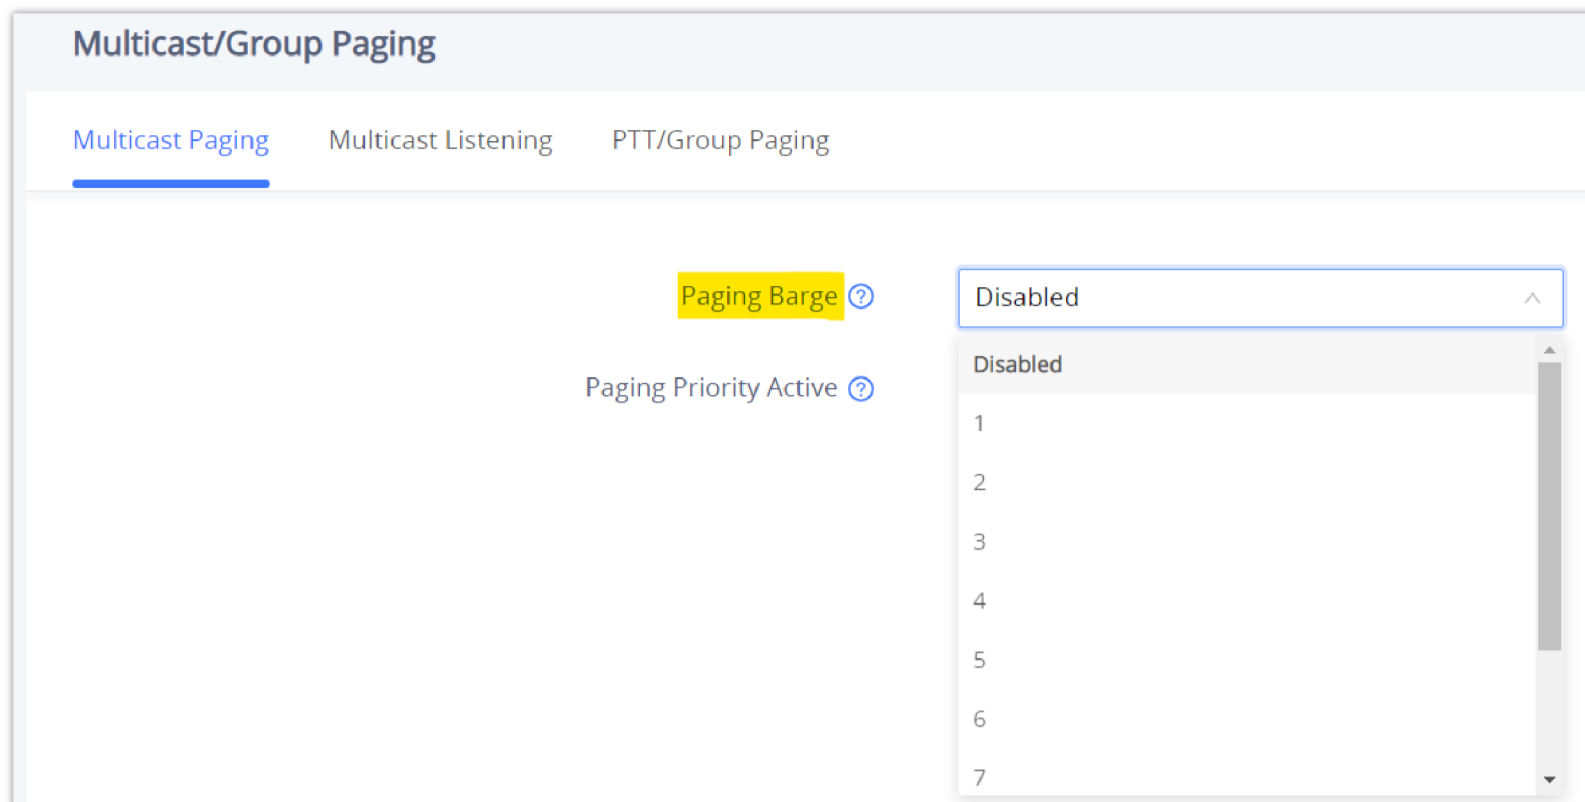 Multicast/Group Paging
Multicast Paging Multicast Listening PTT/Group Paging
Paging Barge ? Disabled
Disabled
Paging Priority Active ?
1
2
3
4
5
6
7